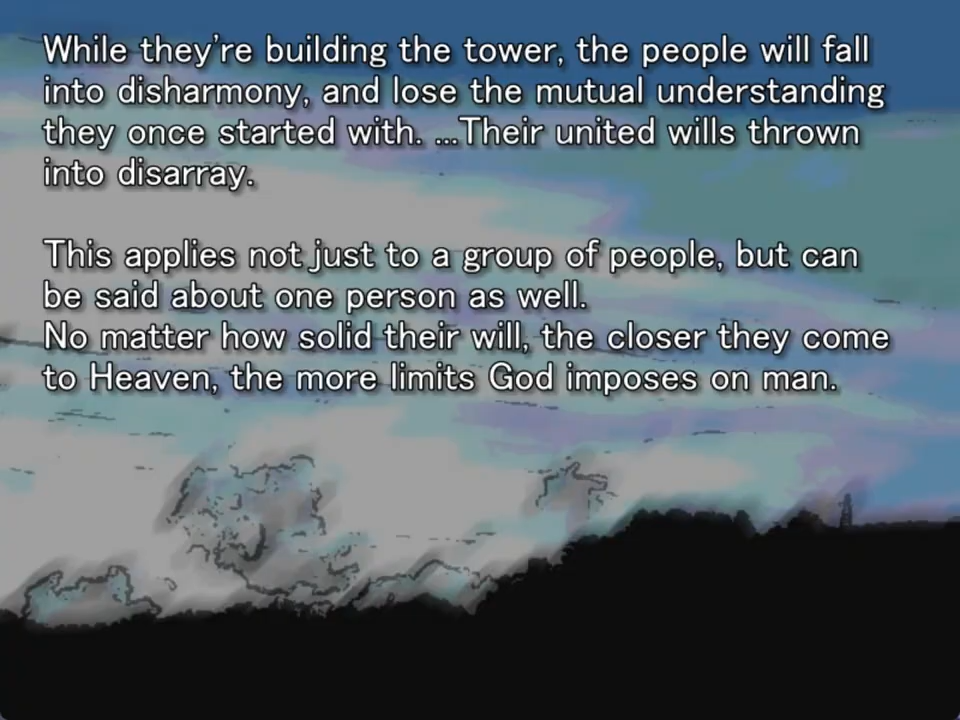 While they're building the tower, the people will fall
into disharmony, and lose the mutual understanding
they once started with. ...Their united wills thrown
into disarray.
This applies not just to a group of people, but can
be said about one person as well.
No matter how solid their will, the closer they come
to Heaven, the more limits God imposes on man.